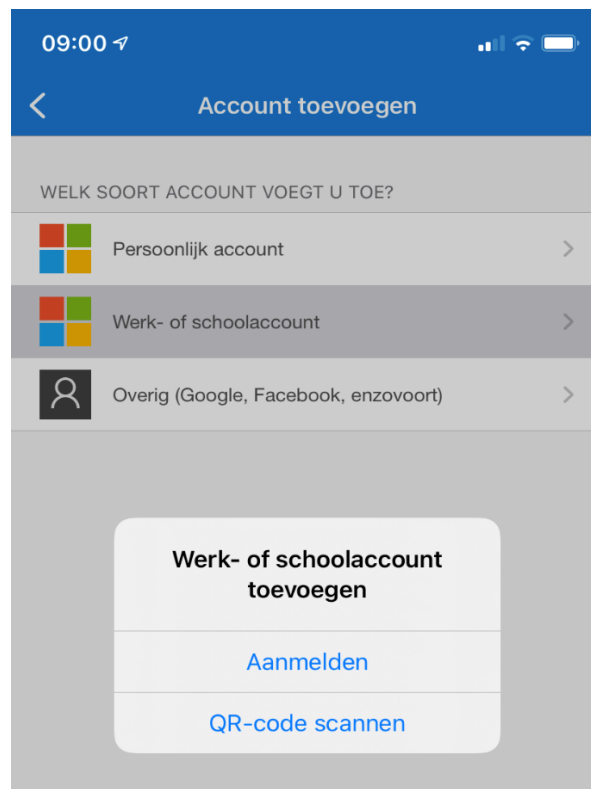 09:00
Account toevoegen
WELK SOORT ACCOUNT VOEGT U TOE?
Persoonlijk account
Werk- of schoolaccount
Overig (Google, Facebook, enzovoort)
Werk- of schoolaccount
toevoegen
Aanmelden
QR-code scannen